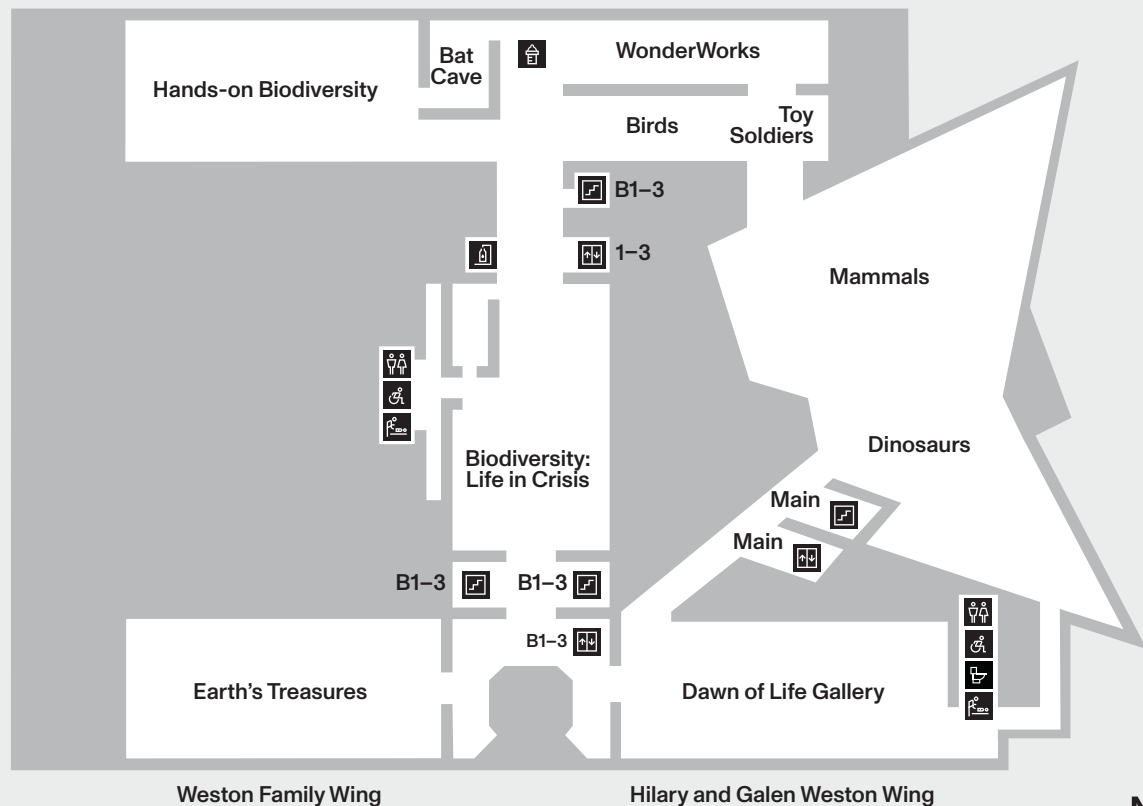 WonderWorks
Bat
Cave
Hands-on Biodiversity
Toy
Soldiers
Birds
B1–3
1–3
Mammals
Dinosaurs
Biodiversity:
Life in Crisis
Main
Main
B1–3
B1–3
B1–3
Earth's Treasures
Dawn of Life Gallery
Weston Family Wing
Hilary and Galen Weston Wing